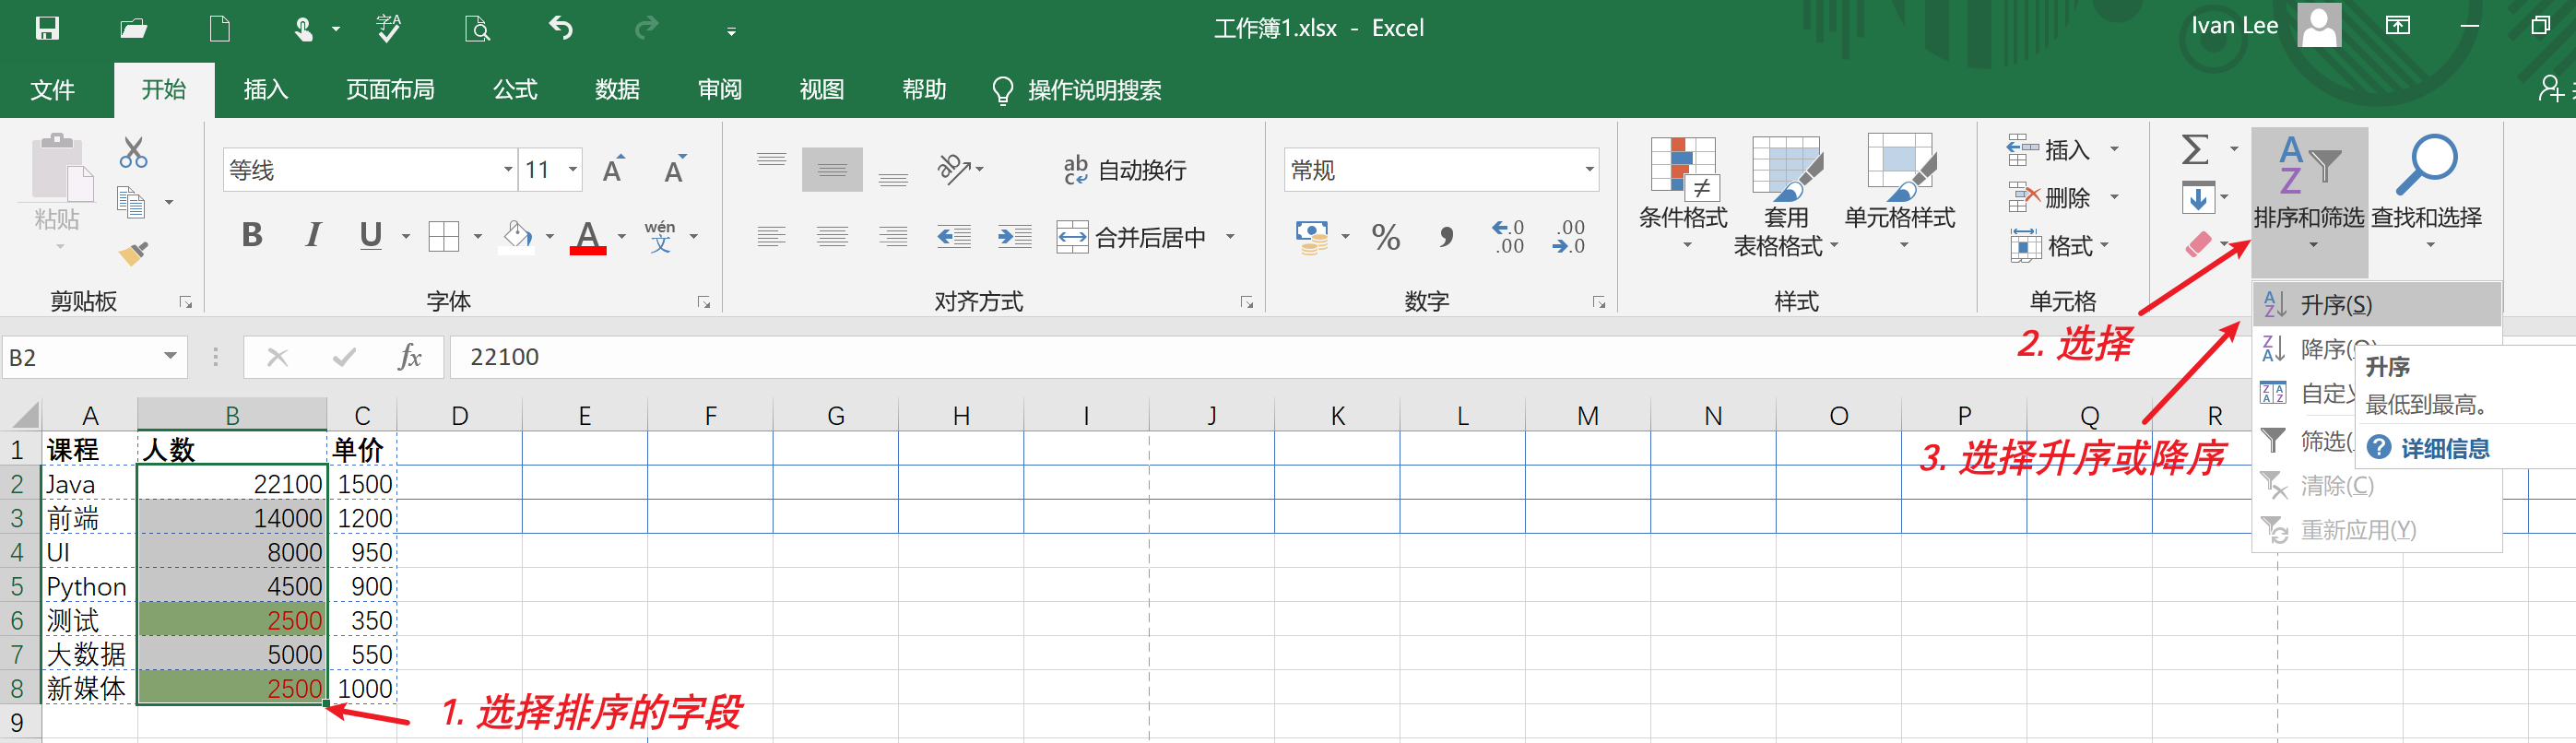 字A
工作簿1.xlsx - Excel
Ivan Lee
文件 开始 插入 页面布局 公式 数据 审阅 视图 帮助 操作说明搜索
粘贴
等线 11 A A
ab
c
自动换行
常规
B I U A wén
文
合并后居中
% , .0
.00
.00
.0
≠
条件格式
套用
表格格式
单元格样式
插入
删除
格式
Σ
A
Z
排序和筛选
查找和选择
剪贴板 字体 对齐方式 数字 样式 单元格
升序(S)
降序(
自定义
筛选(
清除(C)
重新应用(Y)
升序
最低到最高。
? 详细信息
2. 选择
3. 选择升序或降序
B2 fx 22100
A B C D E F G H I J K L M N O P Q R
1 课程 人数 单价
2 Java 22100 1500
3 前端 14000 1200
4 UI 8000 950
5 Python 4500 900
6 测试 2500 350
7 大数据 5000 550
8 新媒体 2500 1000
9
1. 选择排序的字段